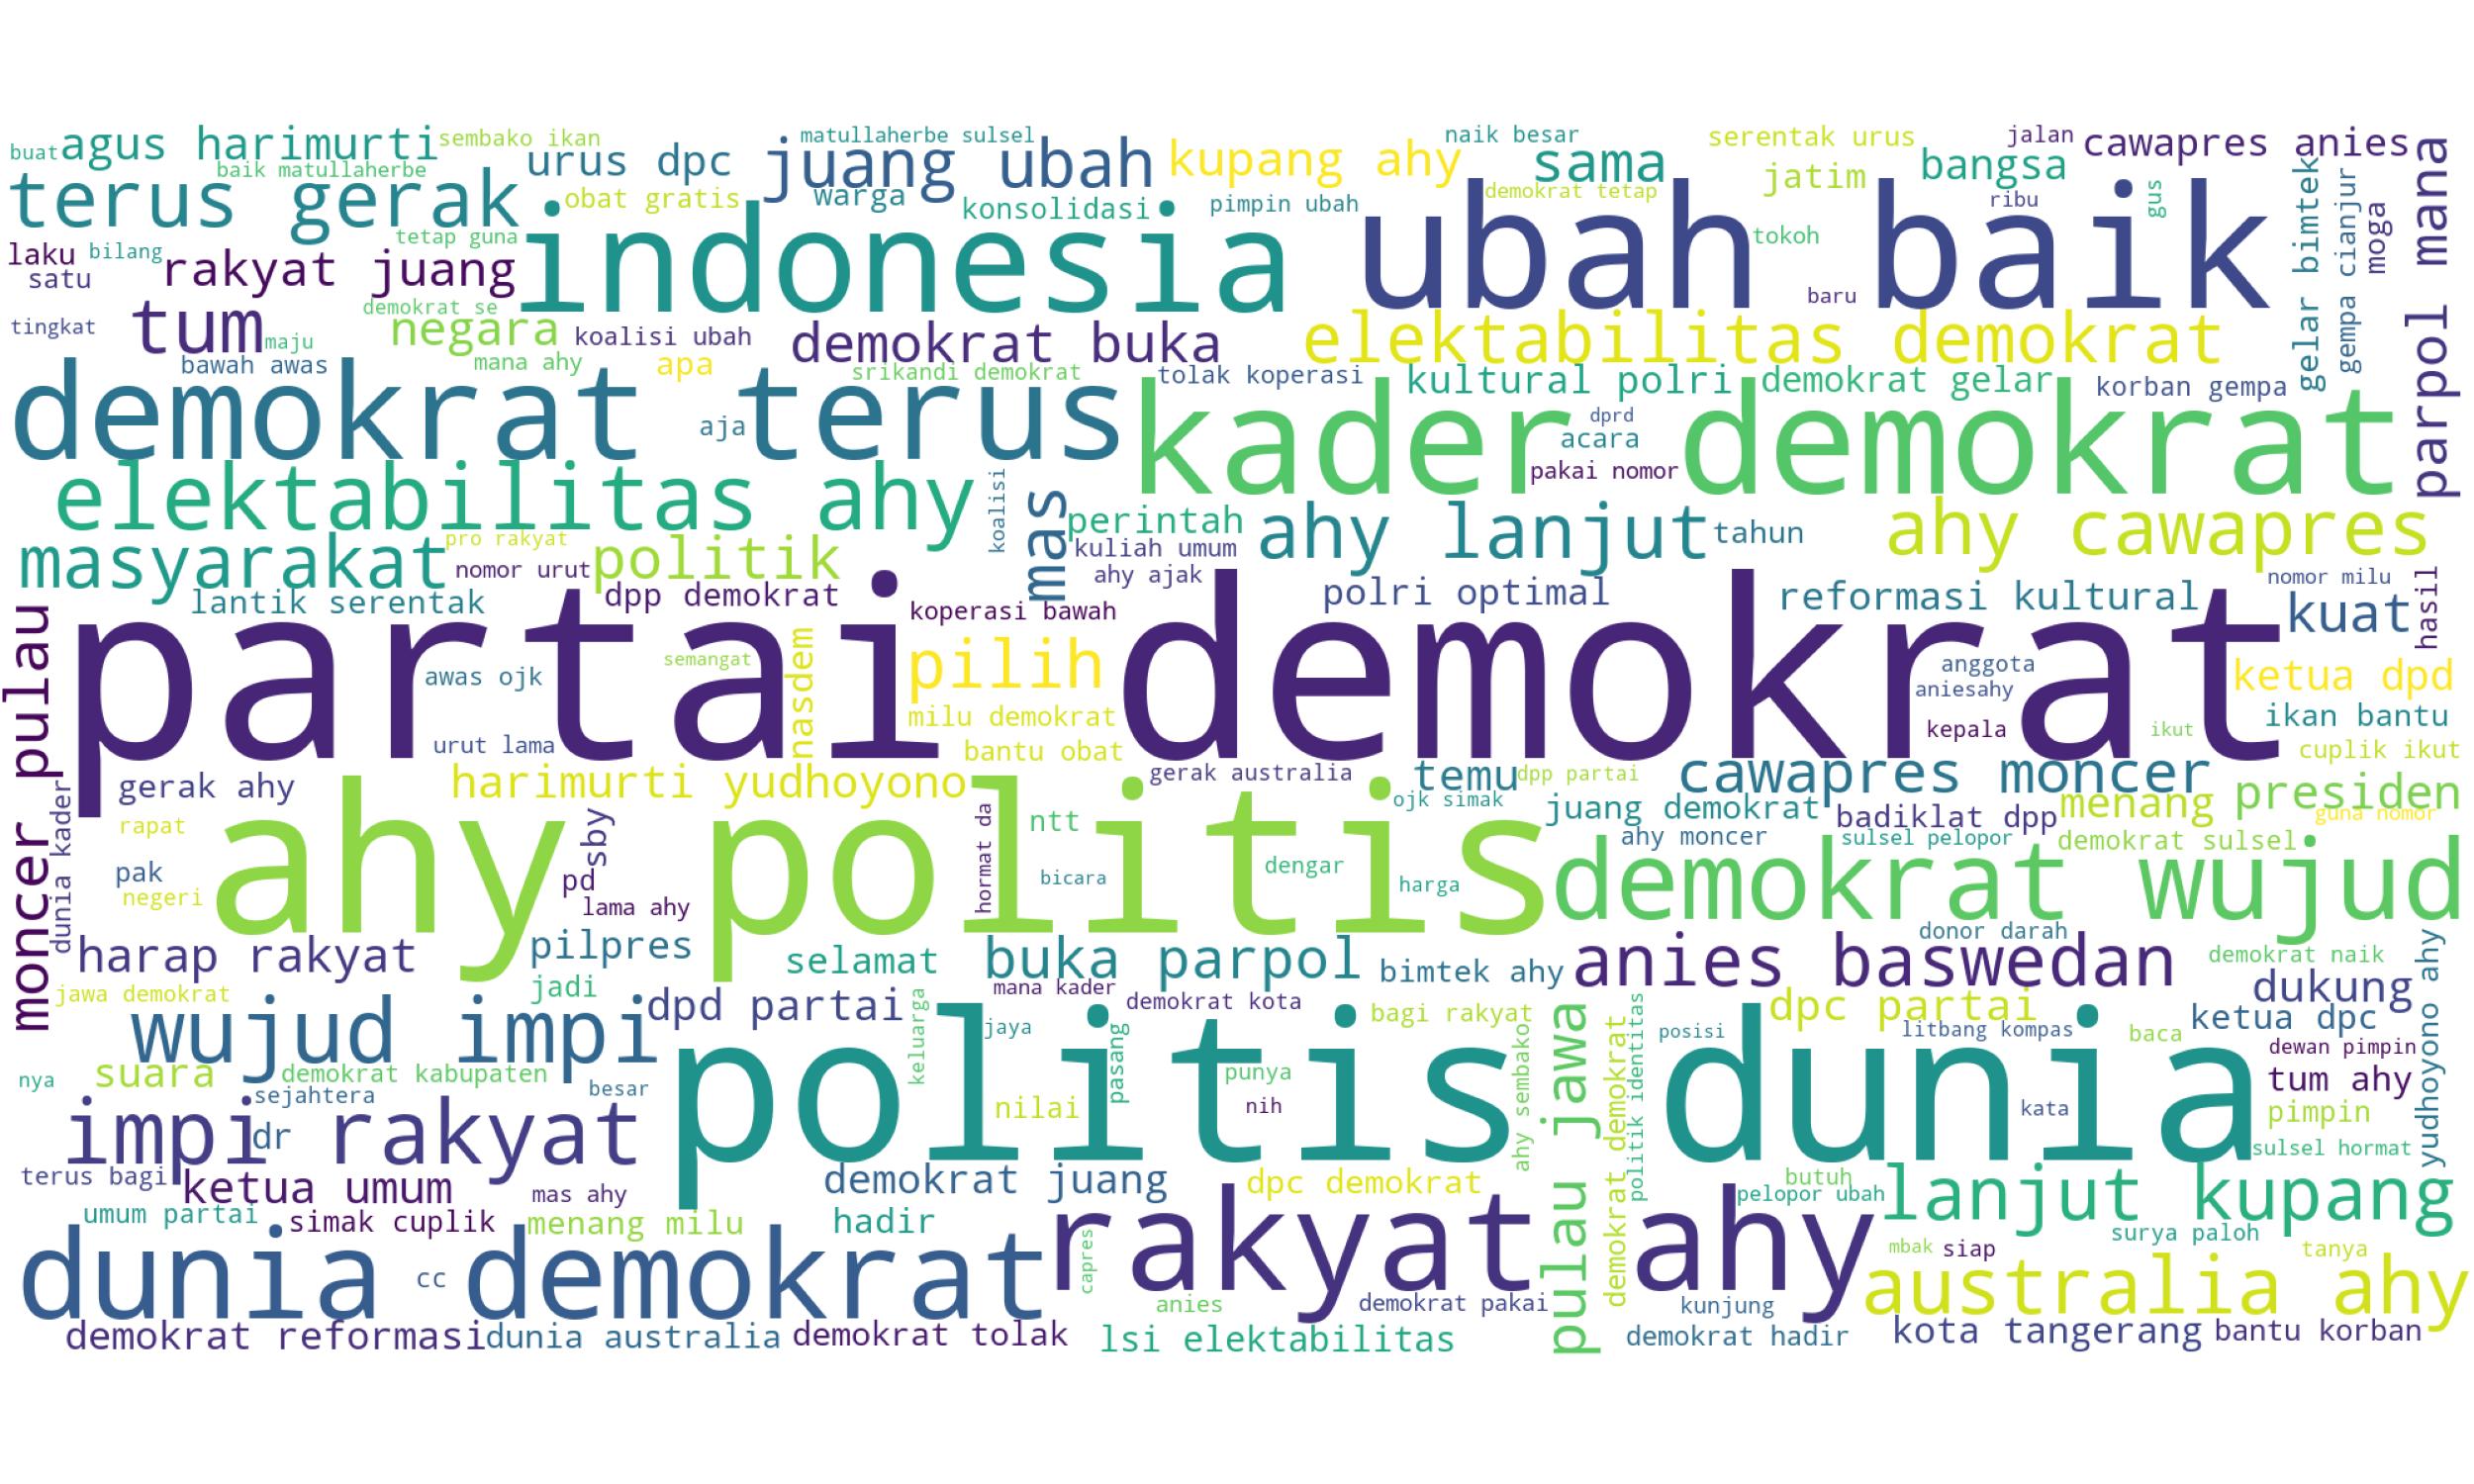 buat
agus harimurti
sembako ikan
baik matullaherbe
urus dpc
matullaherbe sulsel
juang ubah
kupang ahy
naik besar
sama
serentak urus
jatim
jalan
bangsa
cawapres anies
terus gerak
obat gratis
warga
konsolidasi
pimpin ubah
demokrat tetap
ribu
gus
gelar bimtek
gempa cianjur
moga
parpol mana
laku
bilang
satu
rakyat juang
tetap guna
indonesia
ubah baik
tokoh
baru
tingkat
tum
maju
demokrat se
negara
koalisi ubah
demokrat buka
elektabilitas demokrat
bawah awas
mana ahy
apa
srikandi demokrat
tolak koperasi
kultural polri
demokrat gelar
korban gempa
demokrat terus
aja
kader demokrat
dprd
acara
pakai nomor
elektabilitas ahy
koalisi
mas
perintah
ahy lanjut
tahun
ahy cawapres
masyarakat
pro rakyat
nomor urut
politik
kuliah umum
ahy ajak
nomor milu
lantik serentak
dpp demokrat
koperasi bawah
polri optimal
reformasi kultural
kuat
hasil
moncer pulau
partai demokrat
awas ojk
semangat
nasdem
pilih
anggota
aniesahy
ketua dpd
urut lama
milu demokrat
bantu obat
kepala
ikut
ikan bantu
cuplik ikut
gerak ahy
harimurti yudhoyono
gerak australia
temu
dpp partai
cawapres moncer
presiden
dunia kader
rapat
ahy politis
sby
ntt
ojk simak
juang demokrat
badiklat dpp
menang
guna nomor
pak
negeri
pd
lama ahy
hormat da
bicara
dengar
harga
ahy moncer
sulsel pelopor
demokrat sulsel
demokrat wujud
harap rakyat
pilpres
selamat
buka parpol
bimtek ahy
anies baswedan
donor darah
demokrat naik
yudhoyono ahy
jawa demokrat
jadi
dpd partai
mana kader
demokrat kota
bagi rakyat
dpc partai
dukung
wujud impi
keluarga
jaya
pasang
posisi
litbang kompas
baca
ketua dpc
nya
suara
demokrat kabupaten
politis dunia
punya
ahy sembako
pulau jawa
demokrat demokrat
politik identitas
dewan pimpin
tum ahy
sejahtera
besar
nilai
nih
kata
pimpin
impi rakyat
dr
sulsel hormat
terus bagi
ketua umum
mas ahy
demokrat juang
dpc demokrat
butuh
pelopor ubah
lanjut kupang
umum partai
simak cuplik
menang milu
hadir
rakyat ahy
surya paloh
dunia demokrat
cc
capres
mbak
siap
tanya
anies
demokrat pakai
kunjung
australia ahy
demokrat reformasi
dunia australia
demokrat tolak
lsi elektabilitas
demokrat hadir
kota tangerang
bantu korban